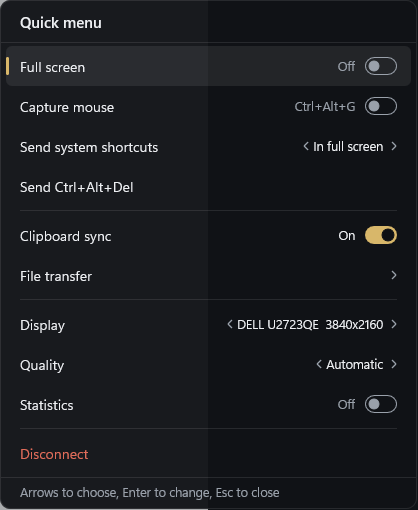 Quick menu
Full screen Off
Capture mouse Ctrl+Alt+G
Send system shortcuts In full screen
Send Ctrl+Alt+Del
Clipboard sync On
File transfer
Display DELL U2723QE 3840x2160
Quality Automatic
Statistics Off
Disconnect
Arrows to choose, Enter to change, Esc to close